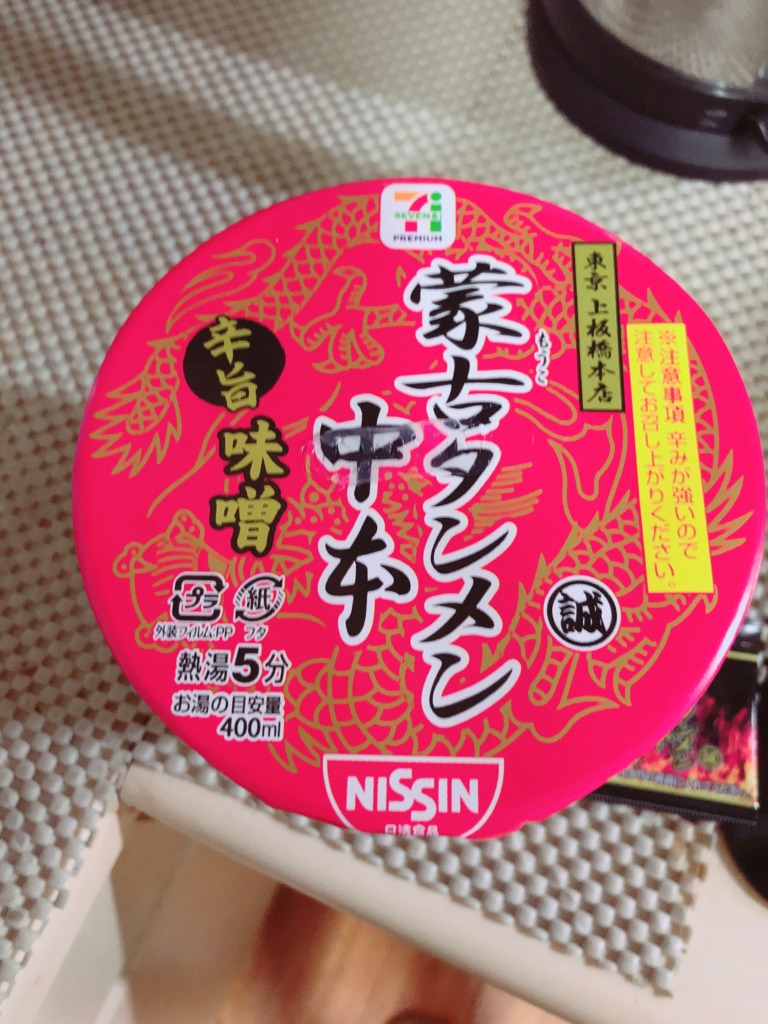 SEVEN&i
PREMIUM
東京 上板橋本店
※注意事項 辛みが強いので
注意してお召し上がりください。
蒙古タンメン
もうこ
中本
辛旨
味噌
誠
プラ
紙
外装フィルム:PP
フタ
熱湯5分
お湯の目安量
400ml
NISSIN
日清食品